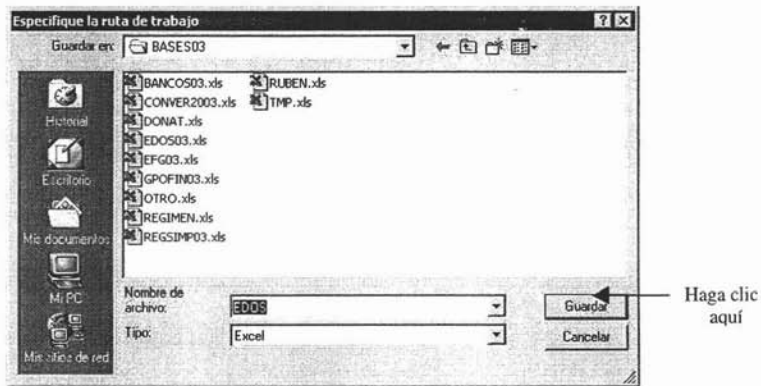 Especifique la ruta de trabajo
Guardar en: BASES03
BANCOS03.xls RUBEN.xls
CONVER2003.xls TMP.xls
DONAT.xls
EDOS03.xls
EFG03.xls
GPOFIN03.xls
OTRO.xls
REGIMEN.xls
REGSIMP03.xls
Historial
Escritorio
Mis documentos
Mi PC
Mis sitios de red
Nombre de
archivo:
EDOS
Guardar
Tipo:
Excel
Cancelar
Haga clic
aquí